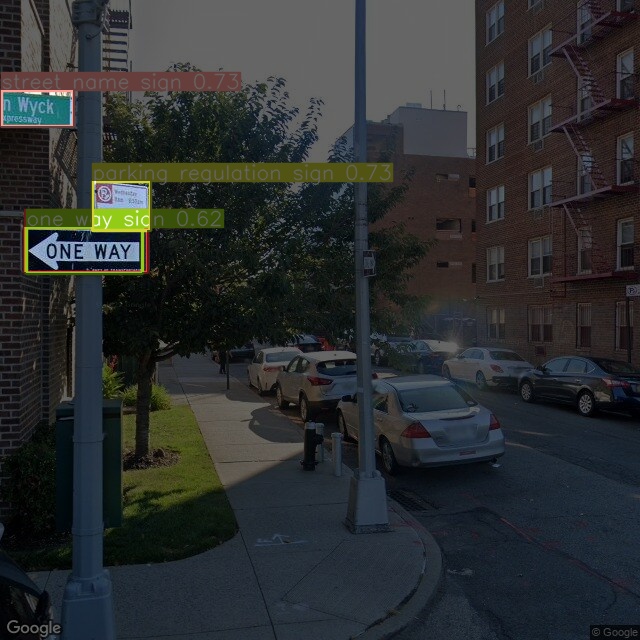 street name sign 0.73
n Wyck
xpressway
parking regulation sign 0.73
Wednesday
one way sign 0.62
ONE WAY
Google
© Google